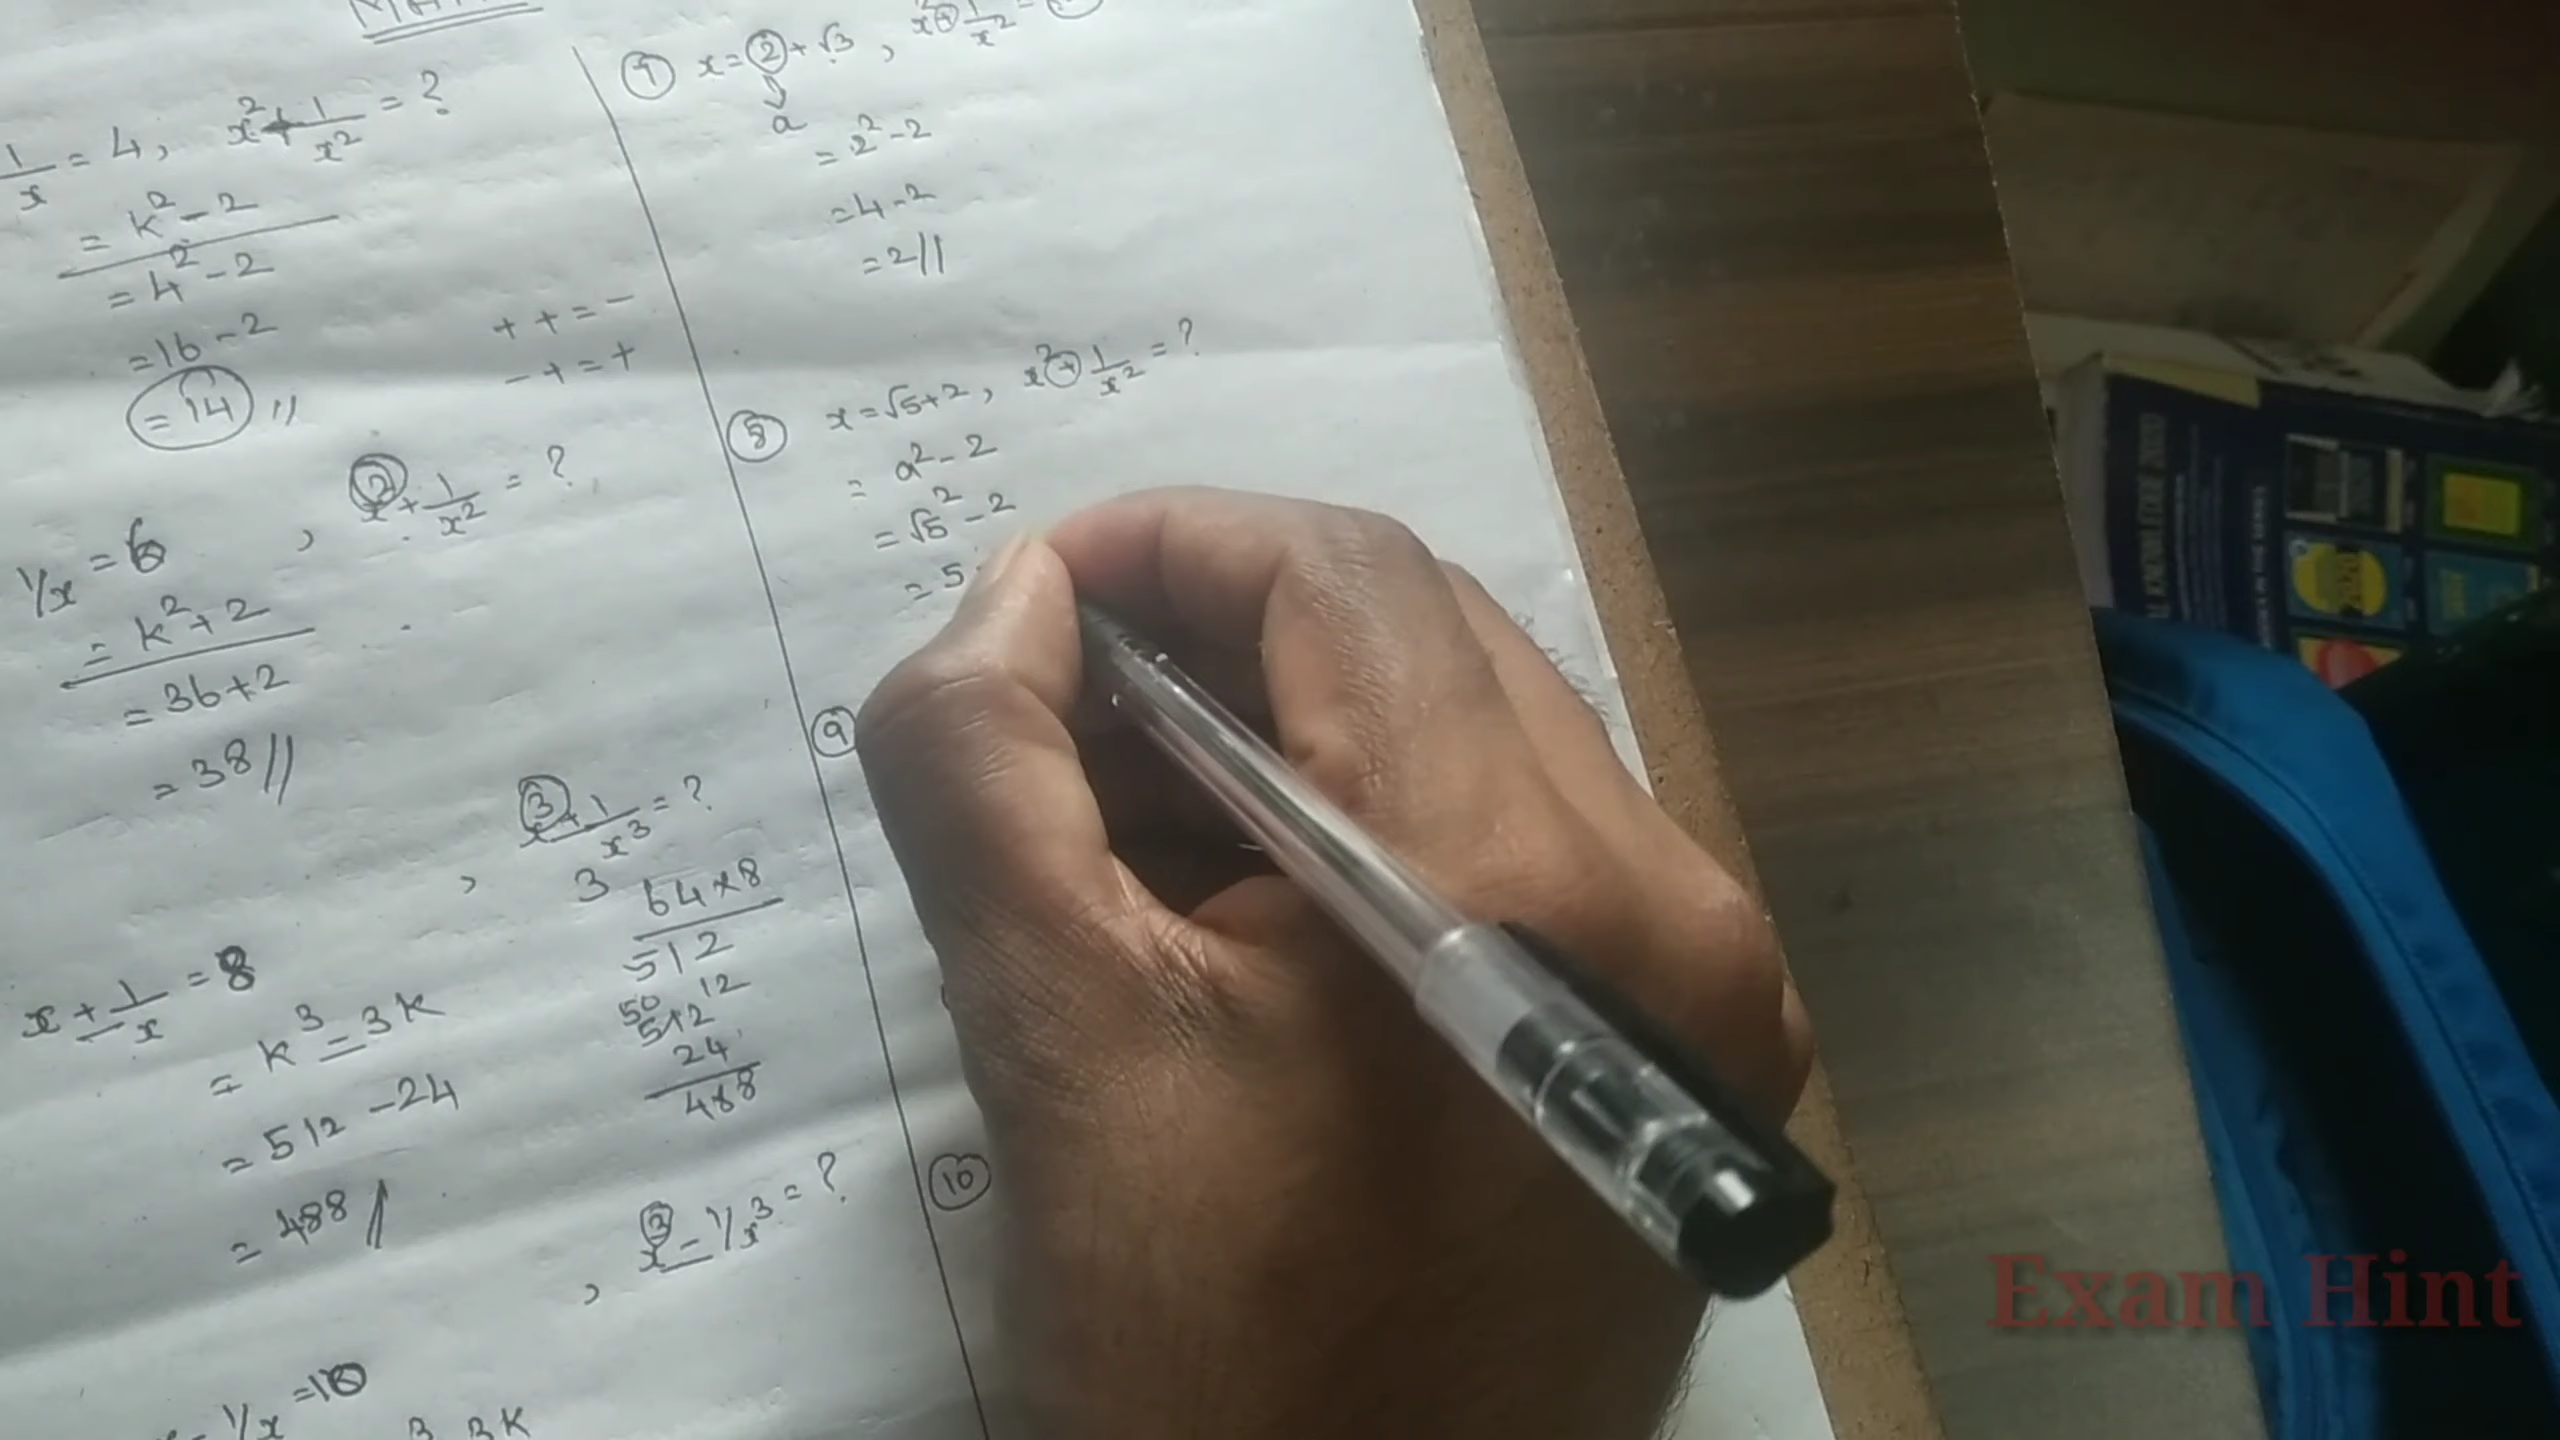 1/x = 4, x² + 1/x² = ?
= k² - 2
= 4² - 2
= 16 - 2
+ + = -
- + = +
= 14 //
1/x = 6, x² + 1/x² = ?
= k² + 2
= 36 + 2
= 38 //
x + 1/x = 8, x³ + 1/x³ = ?
= k³ - 3k
= 512 - 24
= 488 //
3
64 × 8
512
50 12
512
24
488
x³ - 1/x³ = ?
- 1/x = 10
3 3k
x = 2 + √3, x² + 1/x² =
a
= 2² - 2
= 4 - 2
= 2 //
8 x = √5 + 2, x² + 1/x² = ?
= a² - 2
= √5² - 2
= 5
9
10
KNOWLEDGE
Exam Hint